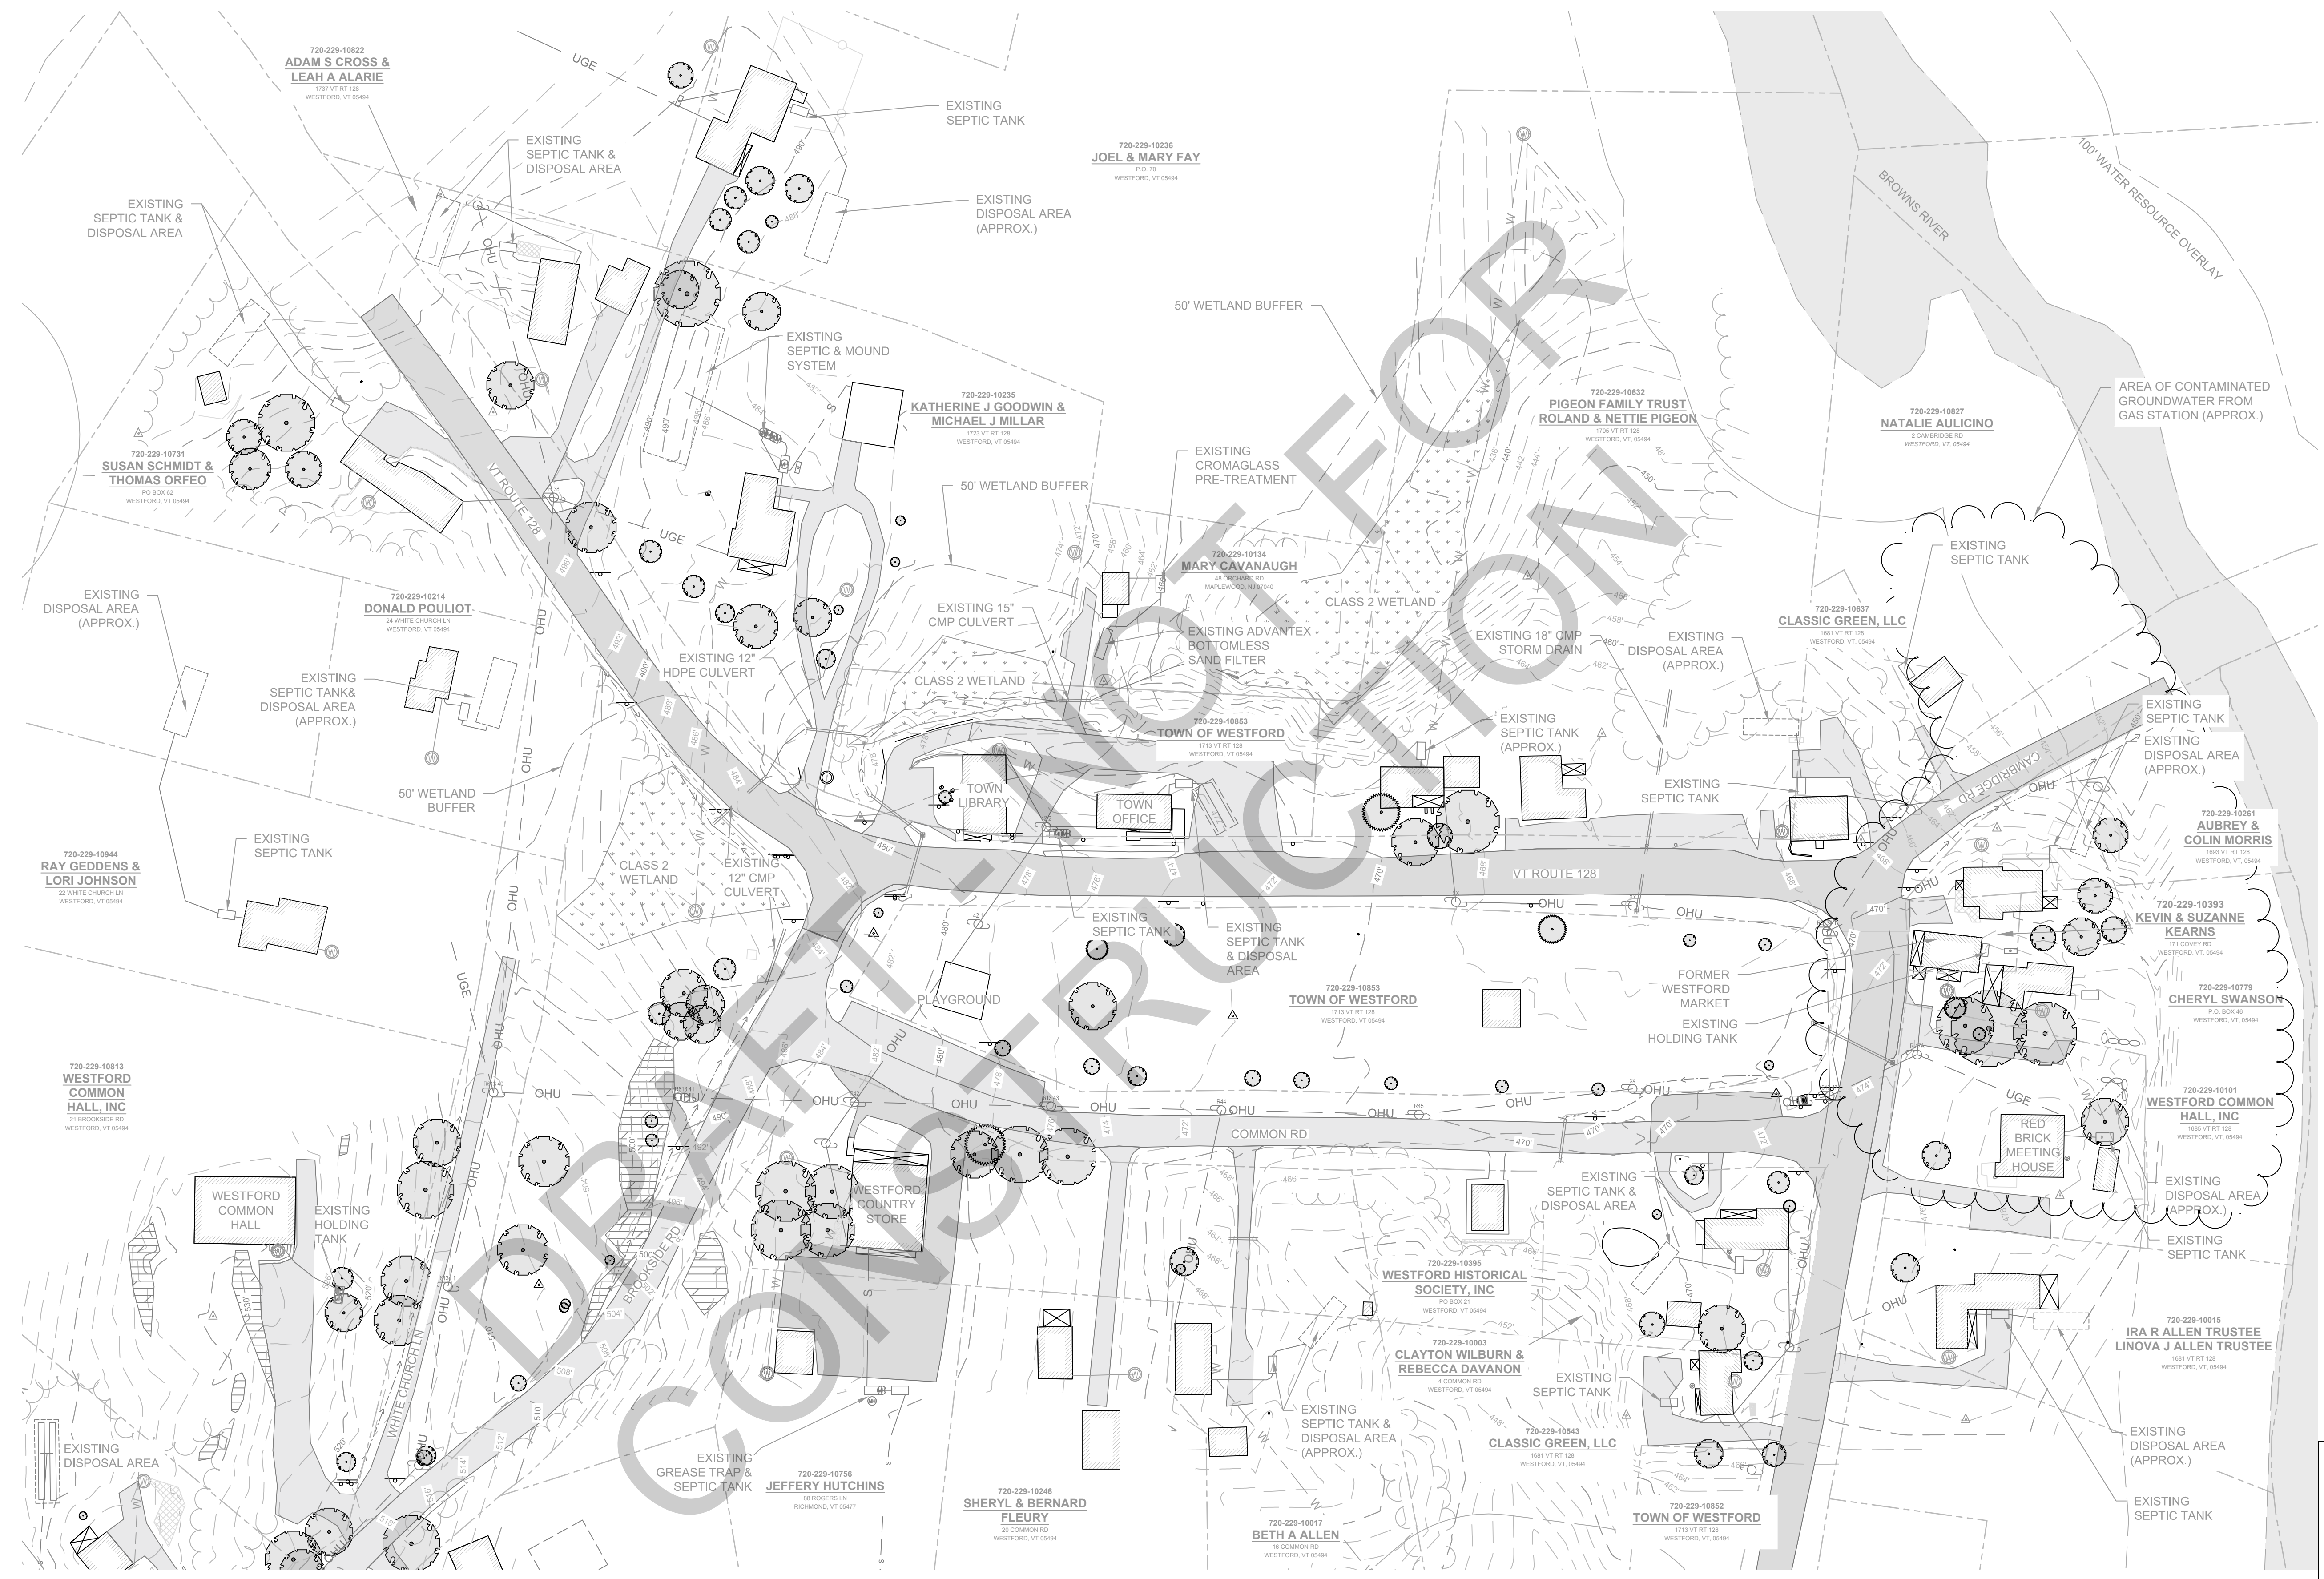 720-229-10822
ADAM S CROSS &
LEAH A ALARIE
1737 VT RT 128
WESTFORD, VT 05494
UGE
EXISTING
SEPTIC TANK
EXISTING
SEPTIC TANK &
DISPOSAL AREA
720-229-10236
JOEL & MARY FAY
P.O. 70
WESTFORD, VT 05494
100' WATER RESOURCE OVERLAY
BROWNS RIVER
EXISTING
SEPTIC TANK &
DISPOSAL AREA
EXISTING
DISPOSAL AREA
(APPROX.)
490'
488'
OHU
50' WETLAND BUFFER
EXISTING
SEPTIC & MOUND
SYSTEM
720-229-10235
KATHERINE J GOODWIN &
MICHAEL J MILLAR
1723 VT RT 128
WESTFORD, VT 05494
720-229-10632
PIGEON FAMILY TRUST
ROLAND & NETTIE PIGEON
1705 VT RT 128
WESTFORD, VT 05494
720-229-10827
NATALIE AULICINO
2 CAMBRIDGE RD
WESTFORD, VT. 05494
AREA OF CONTAMINATED
GROUNDWATER FROM
GAS STATION (APPROX.)
720-229-10731
SUSAN SCHMIDT &
THOMAS ORFEO
PO BOX 62
WESTFORD, VT 05494
VT ROUTE 128
EXISTING
CROMAGLASS
PRE-TREATMENT
50' WETLAND BUFFER
UGE
720-229-10134
MARY CAVANAUGH
48 ORCHARD RD
MAPLEWOOD, NJ 07040
EXISTING
SEPTIC TANK
EXISTING
DISPOSAL AREA
(APPROX.)
720-229-10214
DONALD POULIOT
24 WHITE CHURCH LN
WESTFORD, VT 05494
EXISTING 15"
CMP CULVERT
CLASS 2 WETLAND
720-229-10637
CLASSIC GREEN, LLC
1681 VT RT 128
WESTFORD, VT, 05494
EXISTING ADVANTEX
BOTTOMLESS
SAND FILTER
EXISTING 18" CMP
STORM DRAIN
EXISTING
DISPOSAL AREA
(APPROX.)
EXISTING 12"
HDPE CULVERT
CLASS 2 WETLAND
EXISTING
SEPTIC TANK&
DISPOSAL AREA
(APPROX.)
720-229-10853
TOWN OF WESTFORD
1713 VT RT 128
WESTFORD, VT 05494
EXISTING
SEPTIC TANK
(APPROX.)
EXISTING
SEPTIC TANK
EXISTING
DISPOSAL AREA
(APPROX.)
CAMBRIDGE RD
50' WETLAND
BUFFER
TOWN
LIBRARY
TOWN
OFFICE
EXISTING
SEPTIC TANK
720-229-10261
AUBREY &
COLIN MORRIS
1693 VT RT 128
WESTFORD, VT, 05494
EXISTING
SEPTIC TANK
720-229-10944
RAY GEDDENS &
LORI JOHNSON
22 WHITE CHURCH LN
WESTFORD, VT 05494
CLASS 2
WETLAND
EXISTING
12" CMP
CULVERT
VT ROUTE 128
OHU
EXISTING
SEPTIC TANK
EXISTING
SEPTIC TANK
& DISPOSAL
AREA
720-229-10393
KEVIN & SUZANNE
KEARNS
171 COVEY RD
WESTFORD, VT 05494
FORMER
WESTFORD
MARKET
PLAYGROUND
720-229-10853
TOWN OF WESTFORD
1713 VT RT 128
WESTFORD, VT 05494
720-229-10779
CHERYL SWANSON
P.O. BOX 46
WESTFORD, VT 05494
EXISTING
HOLDING TANK
UGE
OHU
720-229-10813
WESTFORD
COMMON
HALL, INC
21 BROOKSIDE RD
WESTFORD, VT 05494
OHU
OHU
OHU
OHU
R44
R45
COMMON RD
UGE
RED
BRICK
MEETING
HOUSE
720-229-10101
WESTFORD COMMON
HALL, INC
1685 VT RT 128
WESTFORD, VT, 05494
WESTFORD
COMMON
HALL
EXISTING
HOLDING
TANK
WESTFORD
COUNTRY
STORE
EXISTING
SEPTIC TANK &
DISPOSAL AREA
EXISTING
DISPOSAL AREA
(APPROX.)
EXISTING
SEPTIC TANK
BROOKSIDE RD
WHITE CHURCH LN
720-229-10395
WESTFORD HISTORICAL
SOCIETY, INC
PO BOX 21
WESTFORD, VT 05494
720-229-10003
CLAYTON WILBURN &
REBECCA DAVANON
4 COMMON RD
WESTFORD, VT 05494
720-229-10015
IRA R ALLEN TRUSTEE
LINOVA J ALLEN TRUSTEE
1681 VT RT 128
WESTFORD, VT, 05494
EXISTING
SEPTIC TANK
EXISTING
DISPOSAL AREA
EXISTING
GREASE TRAP &
SEPTIC TANK
720-229-10756
JEFFERY HUTCHINS
98 ROGERS LN
RICHMOND, VT 05477
EXISTING
SEPTIC TANK &
DISPOSAL AREA
(APPROX.)
720-229-10543
CLASSIC GREEN, LLC
1681 VT RT 128
WESTFORD, VT, 05494
EXISTING
DISPOSAL AREA
(APPROX.)
720-229-10246
SHERYL & BERNARD
FLEURY
20 COMMON RD
WESTFORD, VT 05494
720-229-10017
BETH A ALLEN
16 COMMON RD
WESTFORD, VT 05494
720-229-10852
TOWN OF WESTFORD
1713 VT RT 128
WESTFORD, VT, 05494
EXISTING
SEPTIC TANK
DRAFT - NOT FOR
CONSTRUCTION